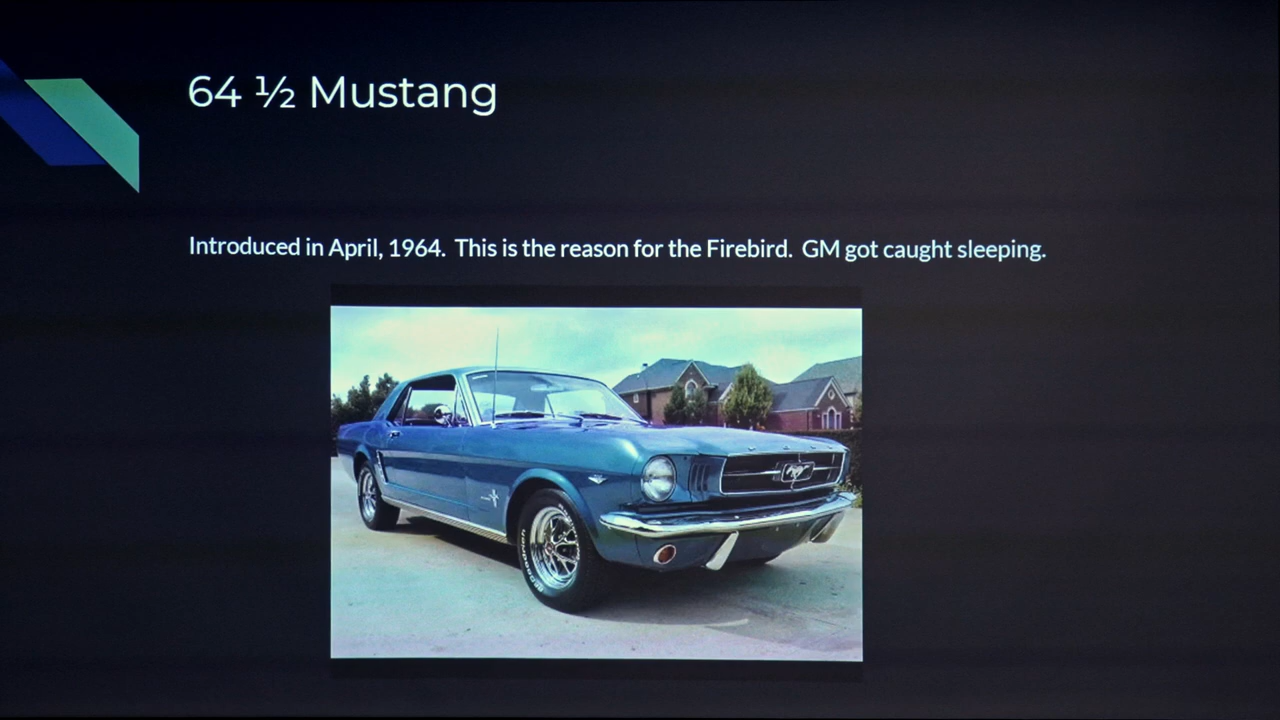 64 ½ Mustang
Introduced in April, 1964.  This is the reason for the Firebird.  GM got caught sleeping.